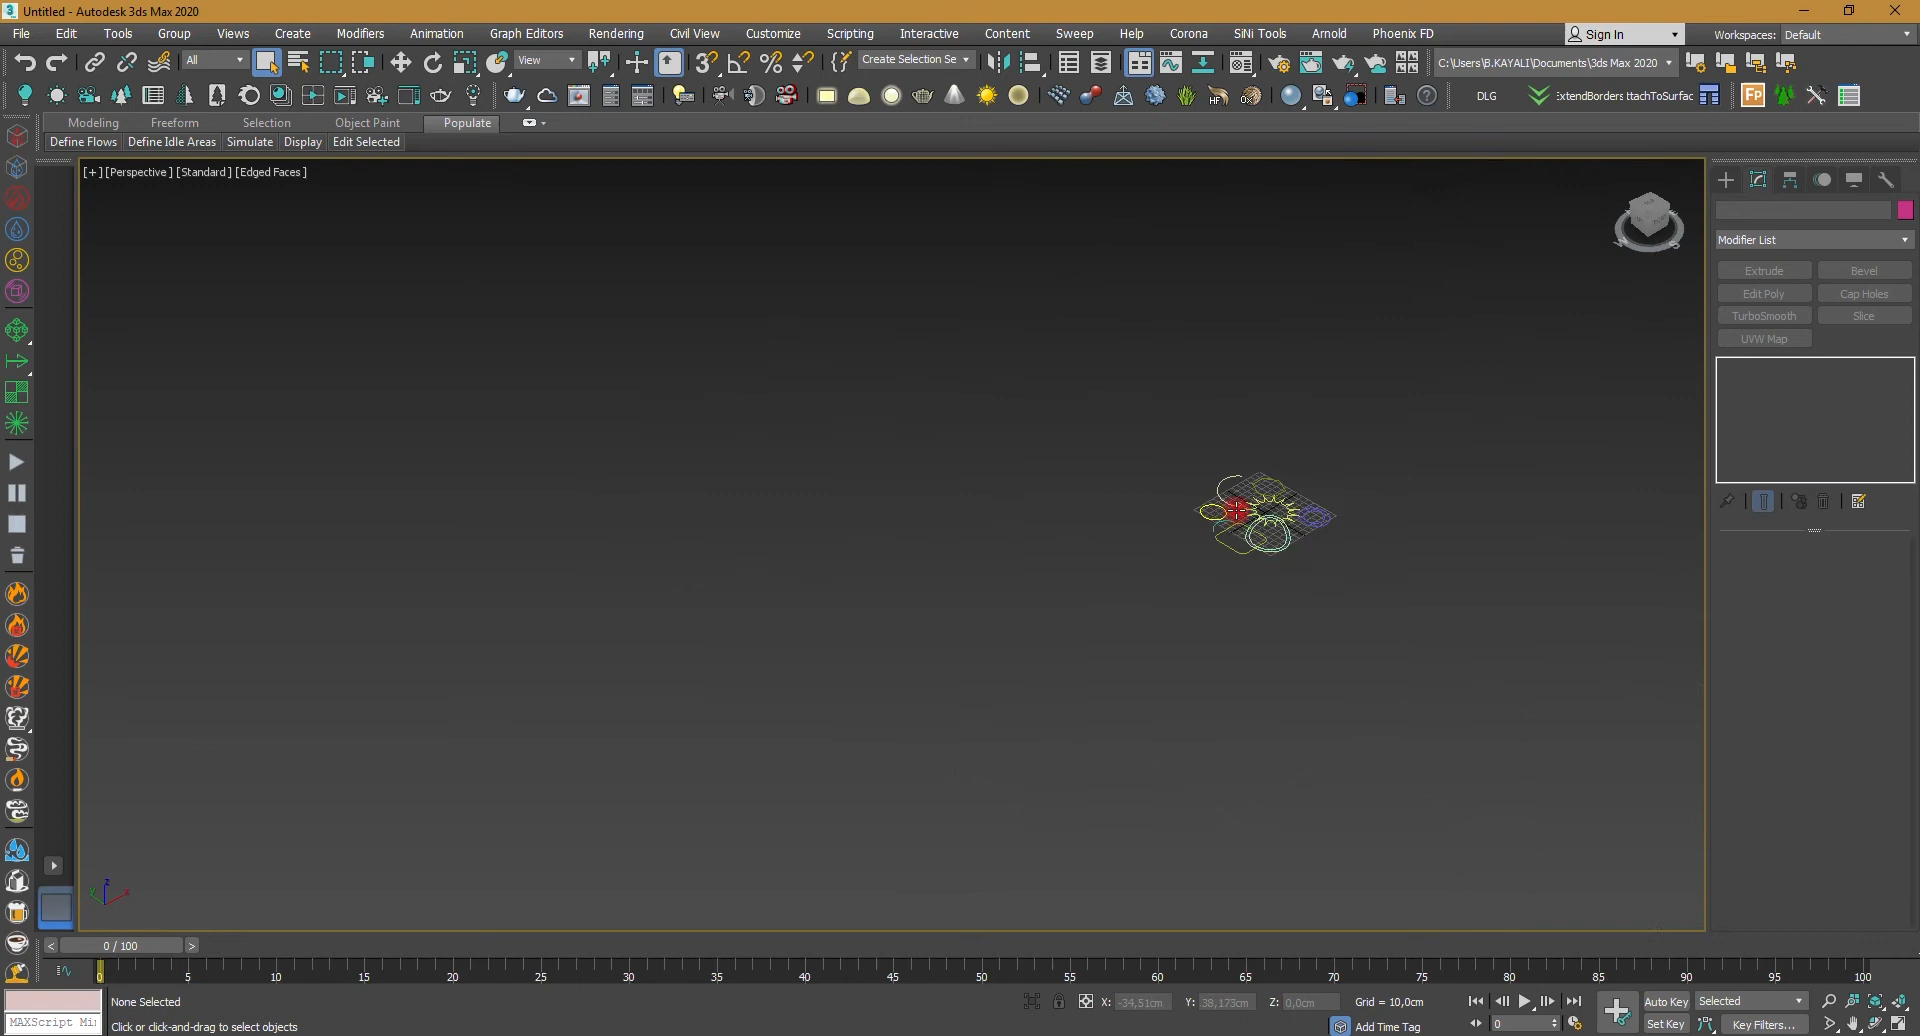 Untitled - Autodesk 3ds Max 2020
File Edit Tools Group Views Create Modifiers Animation Graph Editors Rendering Civil View Customize Scripting Interactive Content Sweep Help Corona SiNi Tools Arnold Phoenix FD Sign In Workspaces: Default
All View Create Selection Se C:\Users\B.KAYALI\Documents\3ds Max 2020
DLG ExtendBorders ttachToSurfac Fp
Modeling Freeform Selection Object Paint Populate
Define Flows Define Idle Areas Simulate Display Edit Selected
[+] [Perspective ] [Standard ] [Edged Faces ]
Modifier List
Extrude Bevel
Edit Poly Cap Holes
TurboSmooth Slice
UVW Map
z
y x
< 0 / 100 >
0 5 10 15 20 25 30 35 40 45 50 55 60 65 70 75 80 85 90 95 100
None Selected X: -34,51cm Y: 38,173cm Z: 0,0cm Grid = 10,0cm Auto Key Selected
MAXScript Mi Click or click-and-drag to select objects Add Time Tag 0 Set Key Key Filters...